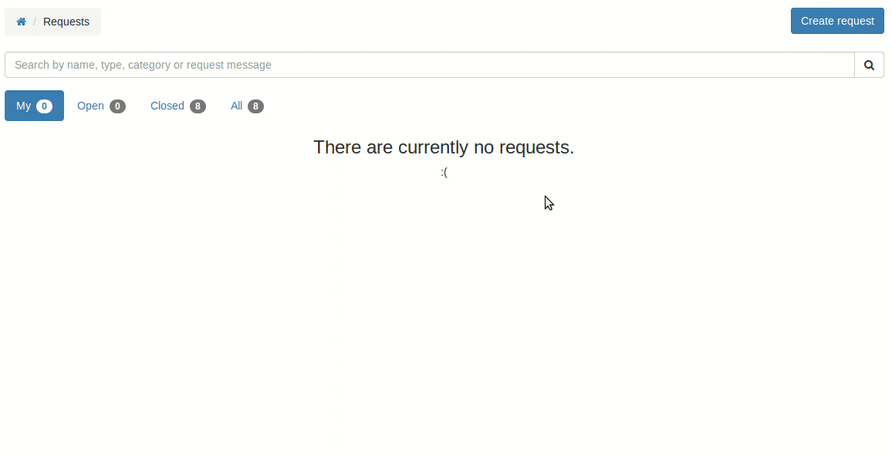 / Requests
Create request
Search by name, type, category or request message
My 0 Open 0 Closed 8 All 8
There are currently no requests.
:(